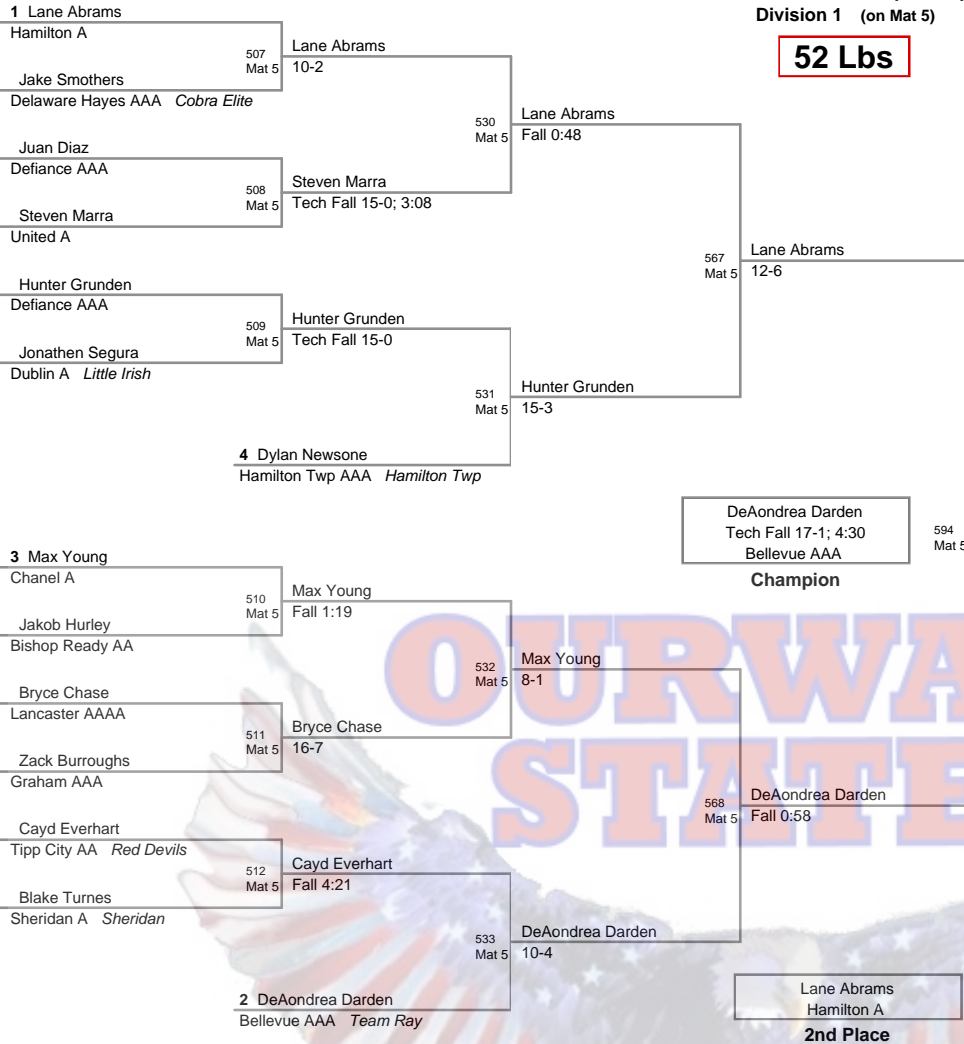 Division 1 (on Mat 5)
52 Lbs
1 Lane Abrams
Hamilton A
507
Mat 5
Lane Abrams
10-2
Jake Smothers
Delaware Hayes AAA Cobra Elite
530
Mat 5
Lane Abrams
Fall 0:48
Juan Diaz
Defiance AAA
508
Mat 5
Steven Marra
Tech Fall 15-0; 3:08
Steven Marra
United A
567
Mat 5
Lane Abrams
12-6
Hunter Grunden
Defiance AAA
509
Mat 5
Hunter Grunden
Tech Fall 15-0
Jonathen Segura
Dublin A Little Irish
531
Mat 5
Hunter Grunden
15-3
4 Dylan Newsone
Hamilton Twp AAA Hamilton Twp
DeAondrea Darden
Tech Fall 17-1; 4:30
Bellevue AAA
Champion
594
Mat 5
3 Max Young
Chanel A
510
Mat 5
Max Young
Fall 1:19
Jakob Hurley
Bishop Ready AA
532
Mat 5
Max Young
8-1
Bryce Chase
Lancaster AAAA
511
Mat 5
Bryce Chase
16-7
Zack Burroughs
Graham AAA
568
Mat 5
DeAondrea Darden
Fall 0:58
Cayd Everhart
Tipp City AA Red Devils
512
Mat 5
Cayd Everhart
Fall 4:21
Blake Turnes
Sheridan A Sheridan
533
Mat 5
DeAondrea Darden
10-4
2 DeAondrea Darden
Bellevue AAA Team Ray
Lane Abrams
Hamilton A
2nd Place
OURWA
STATE